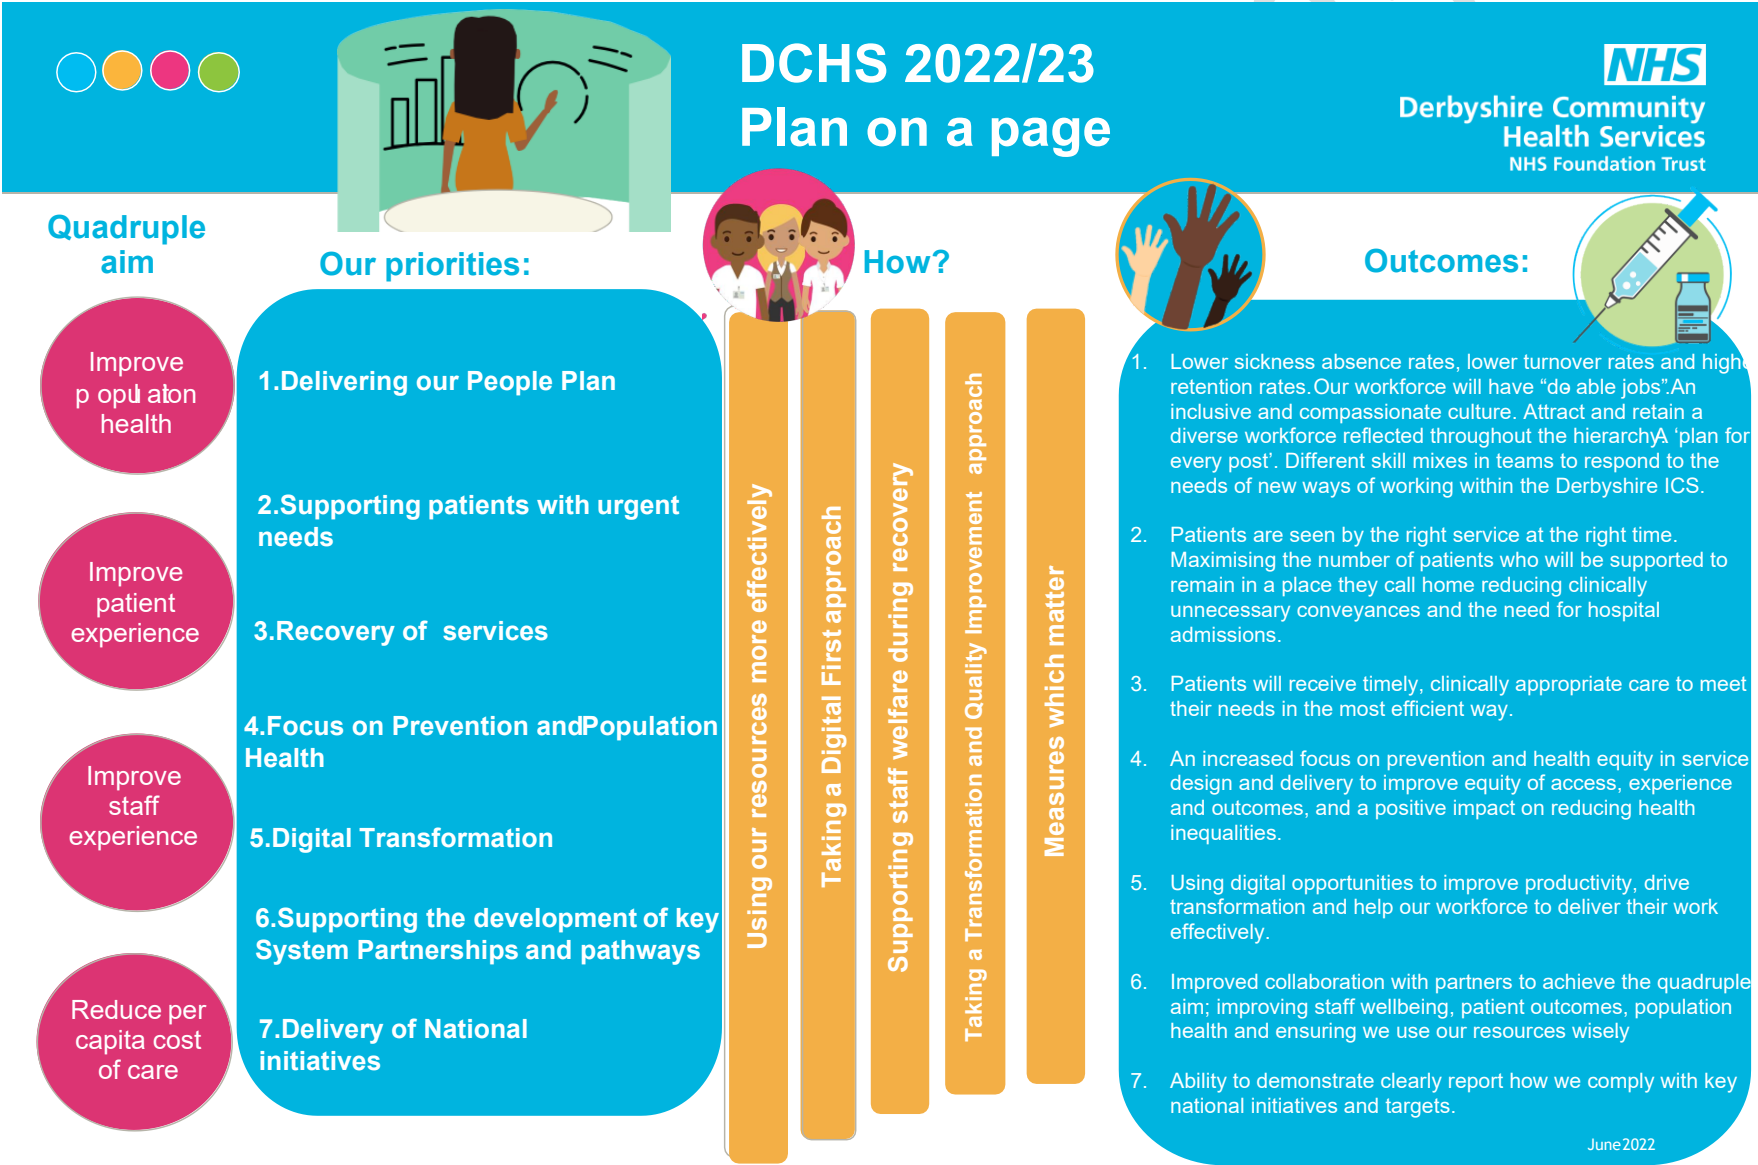 DCHS 2022/23
Plan on a page
NHS
Derbyshire Community
Health Services
NHS Foundation Trust
Quadruple
aim
Improve
p opul ation
health
Improve
patient
experience
Improve
staff
experience
Reduce per
capita cost
of care
Our priorities:
1.Delivering our People Plan
2.Supporting patients with urgent
needs
3.Recovery of services
4.Focus on Prevention andPopulation
Health
5.Digital Transformation
6.Supporting the development of key
System Partnerships and pathways
7.Delivery of National
initiatives
How?
Using our resources more effectively
Taking a Digital First approach
Supporting staff welfare during recovery
Taking a Transformation and Quality Improvement approach
Measures which matter
Outcomes:
1. Lower sickness absence rates, lower turnover rates and highe
retention rates.Our workforce will have “do able jobs”.An
inclusive and compassionate culture. Attract and retain a
diverse workforce reflected throughout the hierarchyA ‘plan for
every post’. Different skill mixes in teams to respond to the
needs of new ways of working within the Derbyshire ICS.
2. Patients are seen by the right service at the right time.
Maximising the number of patients who will be supported to
remain in a place they call home reducing clinically
unnecessary conveyances and the need for hospital
admissions.
3. Patients will receive timely, clinically appropriate care to meet
their needs in the most efficient way.
4. An increased focus on prevention and health equity in service
design and delivery to improve equity of access, experience
and outcomes, and a positive impact on reducing health
inequalities.
5. Using digital opportunities to improve productivity, drive
transformation and help our workforce to deliver their work
effectively.
6. Improved collaboration with partners to achieve the quadruple
aim; improving staff wellbeing, patient outcomes, population
health and ensuring we use our resources wisely
7. Ability to demonstrate clearly report how we comply with key
national initiatives and targets.
June2022